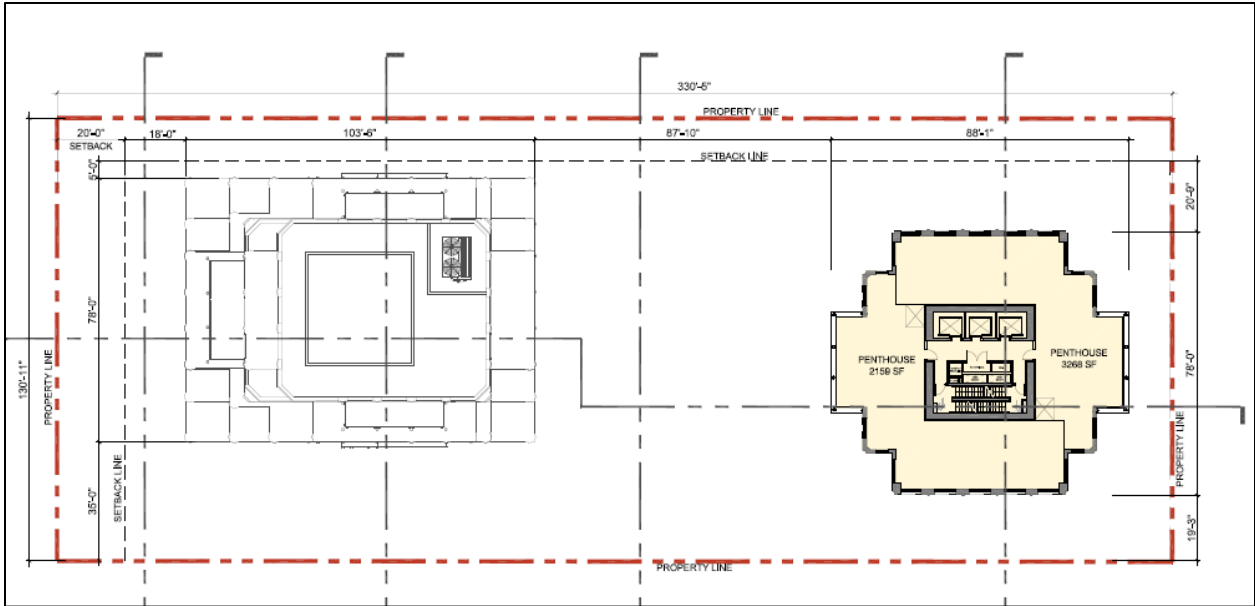 330'-5"
PROPERTY LINE
20'-0"
SETBACK
18'-0"
103'-6"
87'-10"
88'-1"
SETBACK LINE
5'-0"
20'-9"
78'-0"
PENTHOUSE
2159 SF
PENTHOUSE
3268 SF
78'-0"
130'-11"
PROPERTY LINE
PROPERTY LINE
SETBACK LINE
35'-0"
19'-3"
PROPERTY LINE